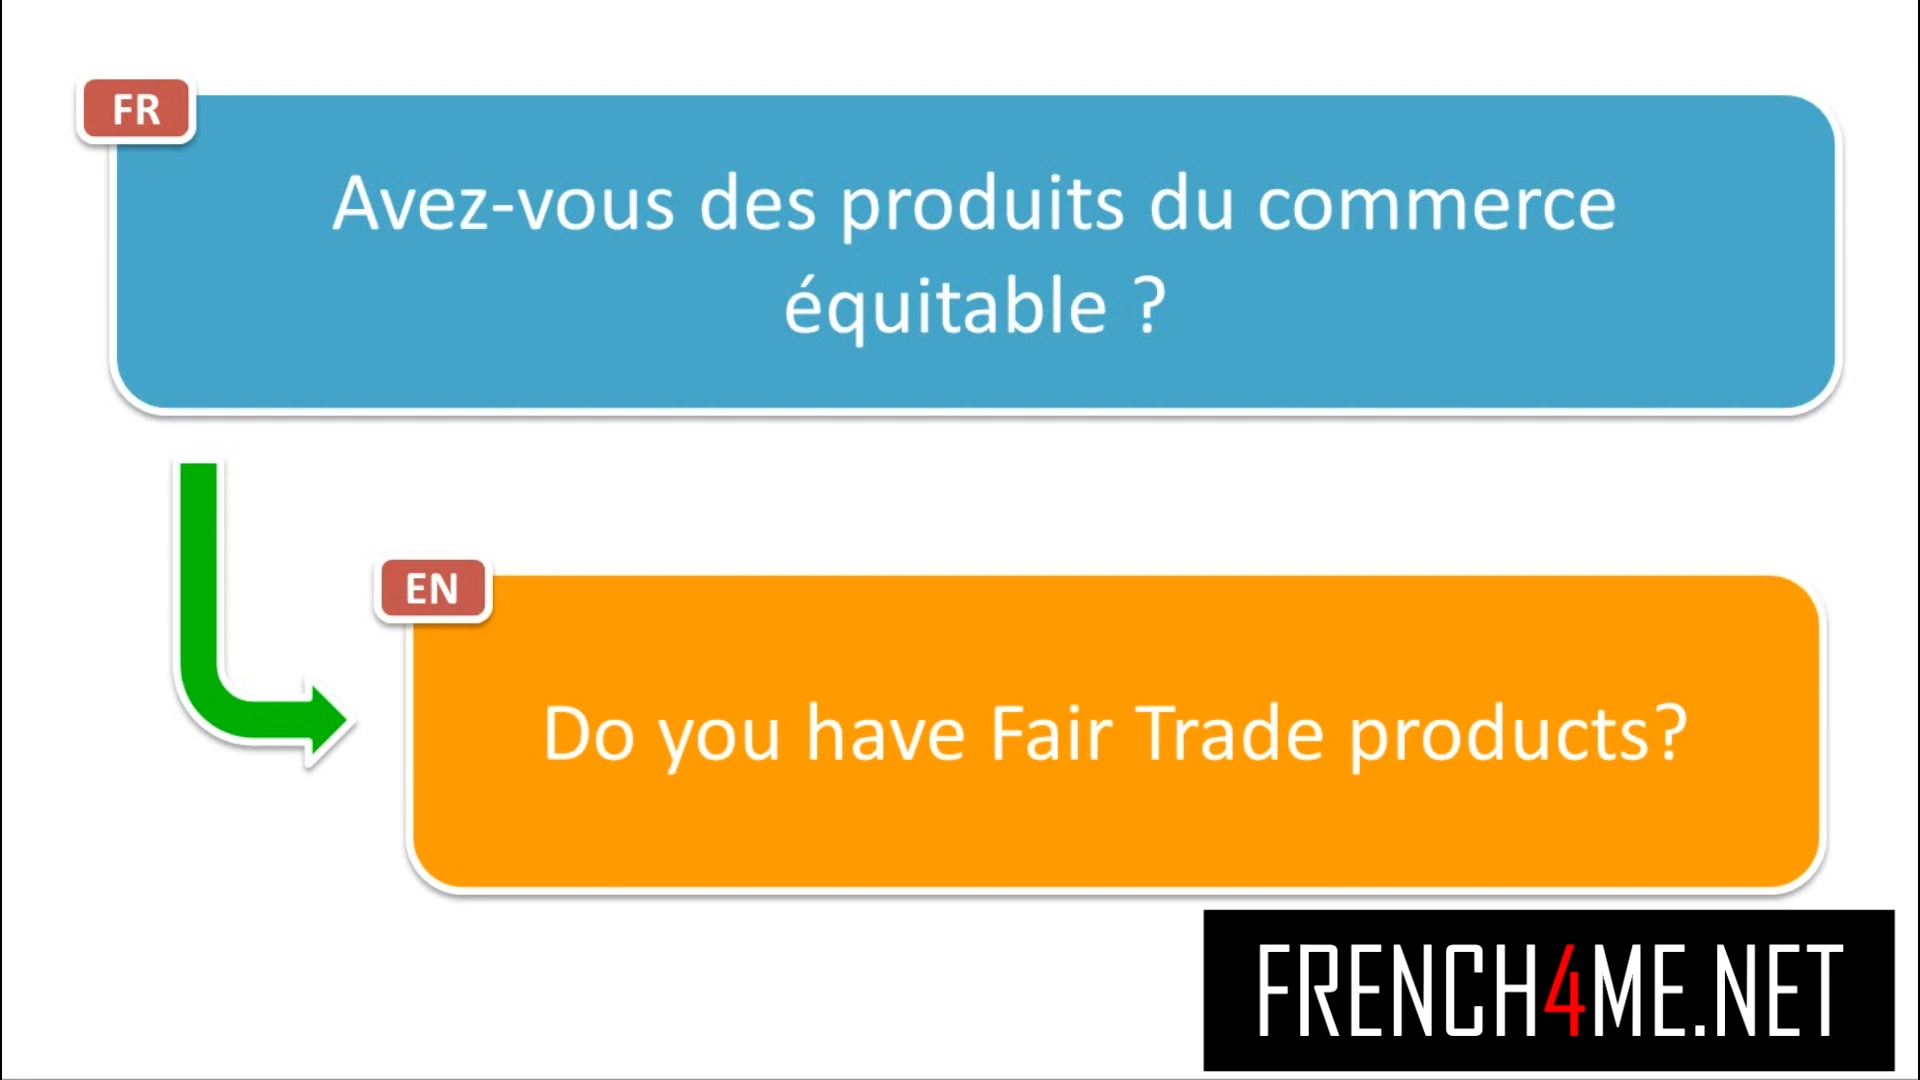 FR
Avez-vous des produits du commerce
équitable ?
EN
Do you have Fair Trade products?
FRENCH4ME.NET